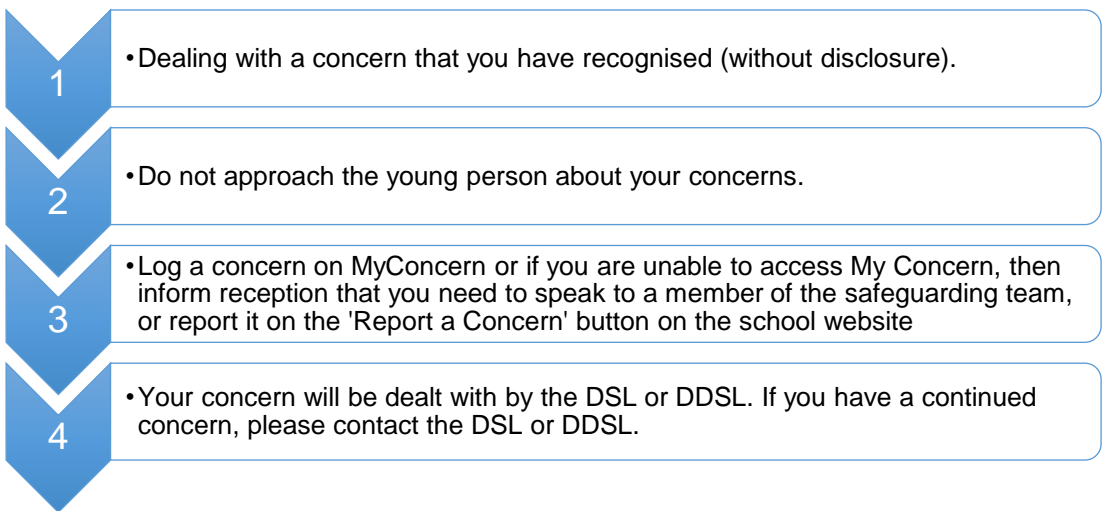 1
•Dealing with a concern that you have recognised (without disclosure).
2
•Do not approach the young person about your concerns.
3
•Log a concern on MyConcern or if you are unable to access My Concern, then
inform reception that you need to speak to a member of the safeguarding team,
or report it on the 'Report a Concern' button on the school website
4
•Your concern will be dealt with by the DSL or DDSL. If you have a continued
concern, please contact the DSL or DDSL.